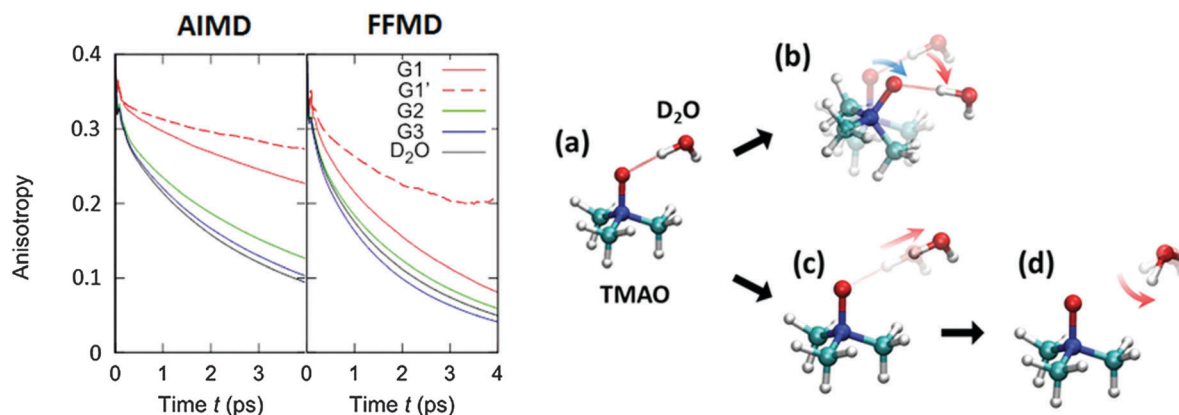 AIMD FFMD
0.4
0.3
0.2
0.1
0
Anisotropy
G1
G1'
G2
G3
D₂O
0 1 2 3 0 1 2 3 4
Time t (ps) Time t (ps)
(a)
D₂O
TMAO
(b)
(c)
(d)